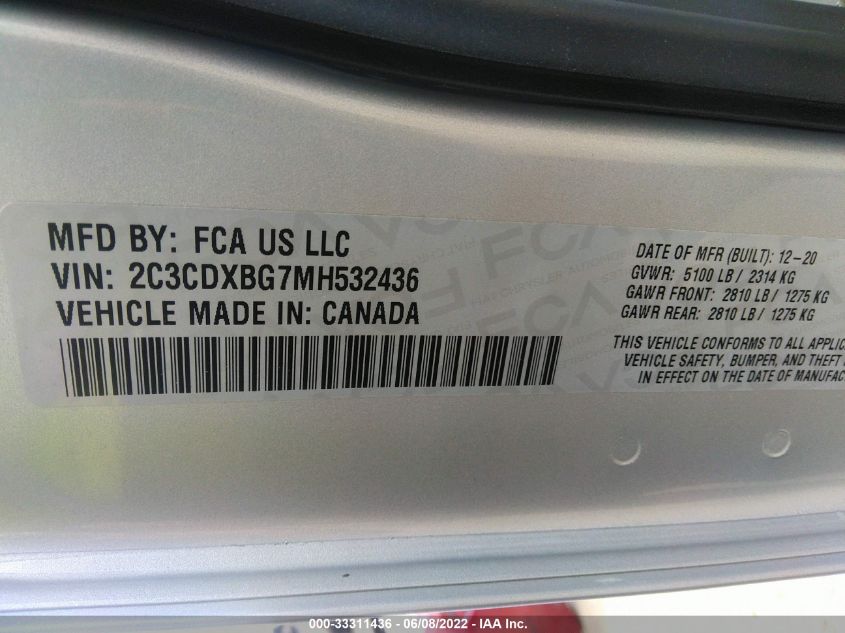 MFD BY: FCA US LLC
VIN: 2C3CDXBG7MH532436
VEHICLE MADE IN: CANADA
DATE OF MFR (BUILT): 12-20
GVWR: 5100 LB / 2314 KG
GAWR FRONT: 2810 LB / 1275 KG
GAWR REAR: 2810 LB / 1275 KG
THIS VEHICLE CONFORMS TO ALL APPLIC
VEHICLE SAFETY, BUMPER, AND THEFT
IN EFFECT ON THE DATE OF MANUFAC
000-33311436 - 06/08/2022 - IAA Inc.